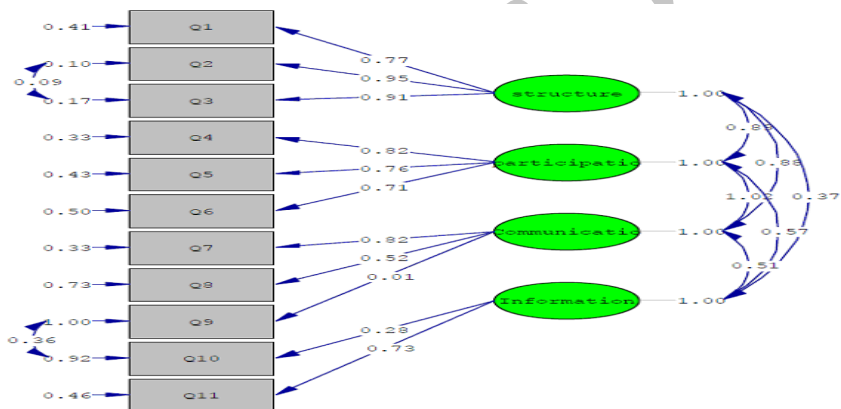 0.41 Q1
0.77
0.10 Q2
0.95
0.09
0.91
structure 1.00
0.17 Q3
0.33 Q4
0.82
0.76
participatio 1.00
0.88
0.37
0.43 Q5
0.71
1.02
0.50 Q6
0.33 Q7
0.82
Communicatio 1.00
0.57
0.52
0.51
0.73 Q8
0.01
Information 1.00
1.00 Q9
0.28
0.36
0.73
0.92 Q10
0.46 Q11